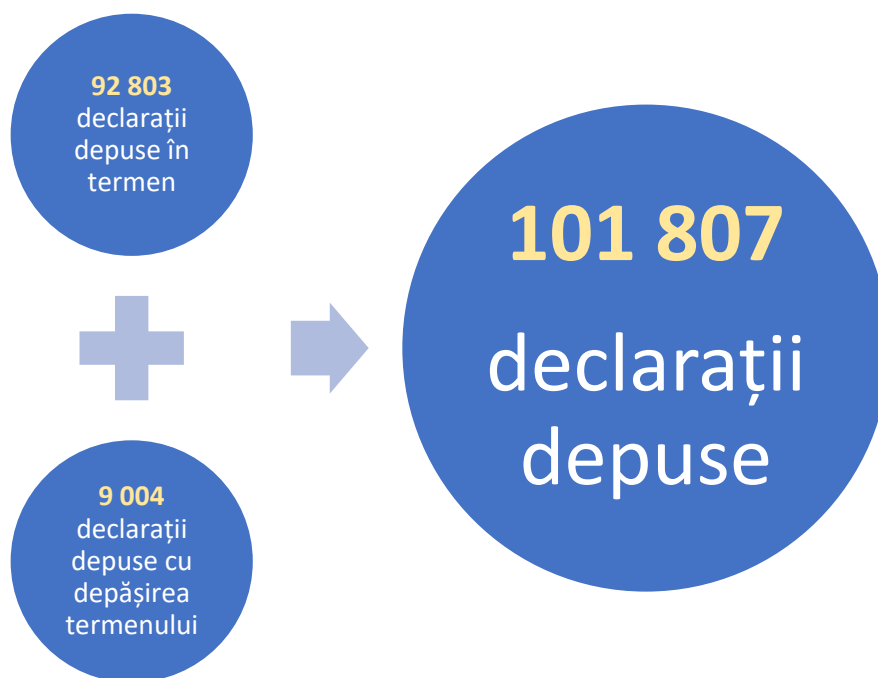 92 803
declarații
depuse în
termen
9 004
declarații
depuse cu
depășirea
termenului
101 807
declarații
depuse